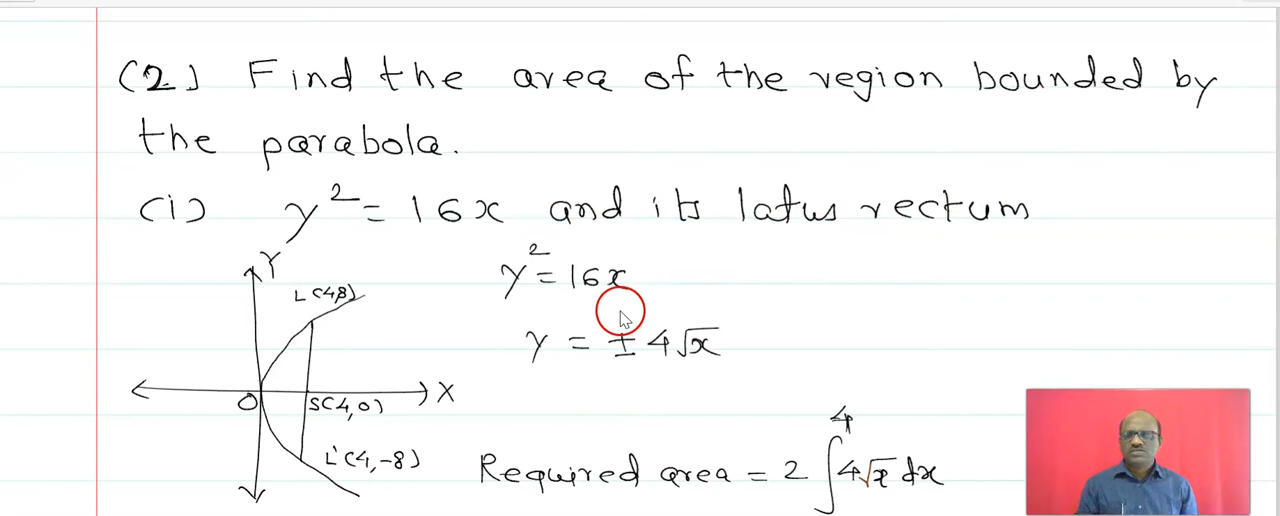 (2) Find the area of the region bounded by
the parabola.
(i) y² = 16x and its latus rectum
y² = 16x
y = ± 4√x
Y
L(4,8)
O
S(4,0)
X
L'(4,-8)
4
Required area = 2 ∫ 4√x dx